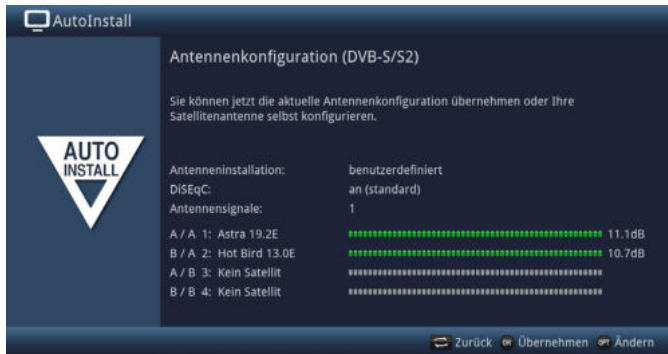 AutoInstall
Antennenkonfiguration (DVB-S/S2)
Sie können jetzt die aktuelle Antennenkonfiguration übernehmen oder Ihre
Satellitenantenne selbst konfigurieren.
AUTO
INSTALL
Antenneninstallation: benutzerdefiniert
DiSEqC: an (standard)
Antennensignale: 1
A / A 1: Astra 19.2E 11.1dB
B / A 2: Hot Bird 13.0E 10.7dB
A / B 3: Kein Satellit
B / B 4: Kein Satellit
Zurück OK Übernehmen OPT Ändern